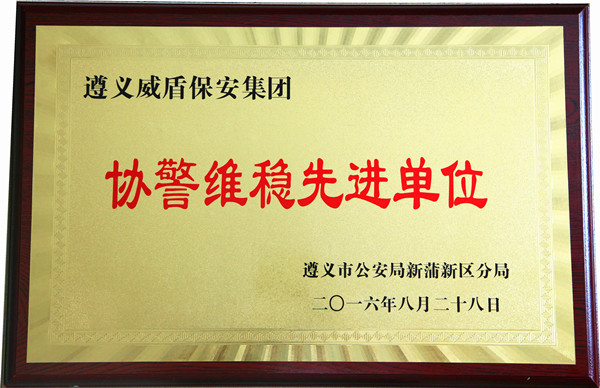 遵义威盾保安集团
协警维稳先进单位
遵义市公安局新蒲新区分局
二〇一六年八月二十八日